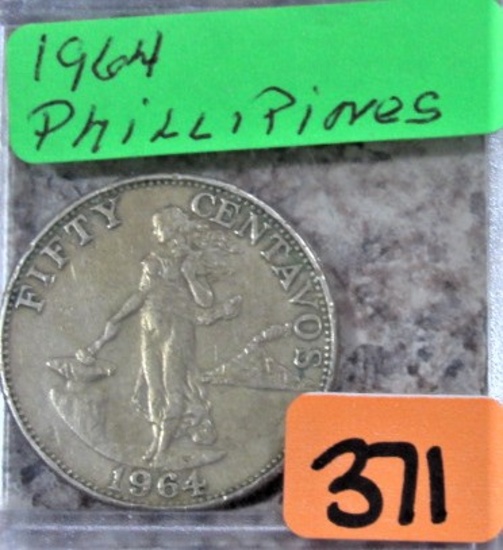 1964
Phillipines
FIFTY CENTAVOS
1964
371